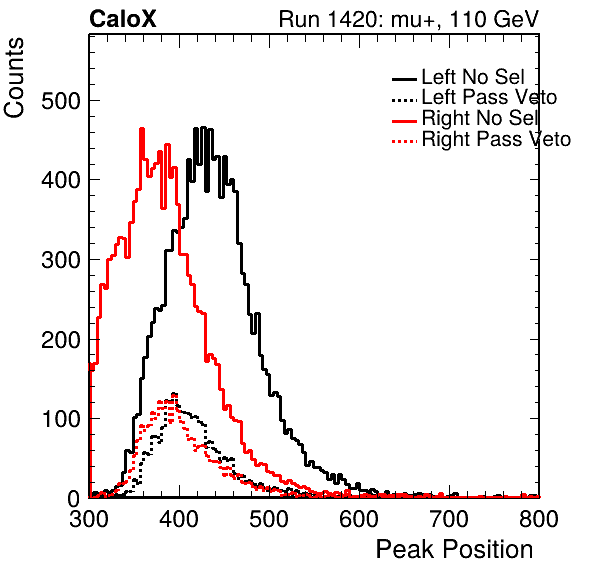 CaloX Run 1420: mu+, 110 GeV
Counts
Left No Sel
Left Pass Veto
Right No Sel
Right Pass Veto
500
400
300
200
100
0
300 400 500 600 700 800
Peak Position